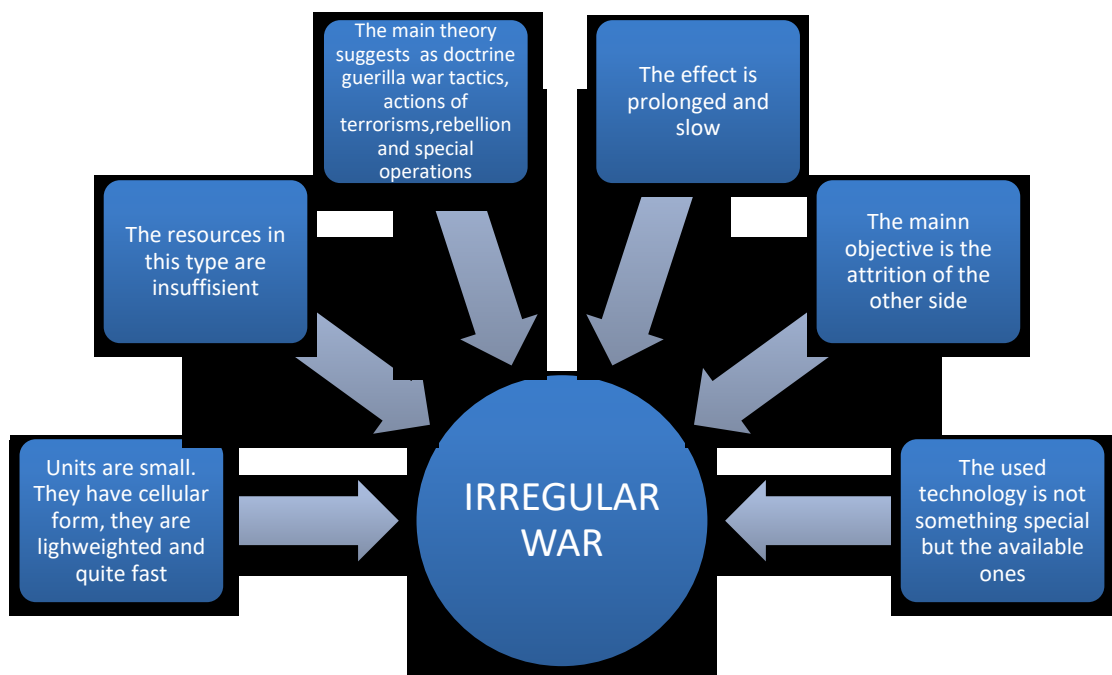 Units are small.
They have cellular
form, they are
lighweighted and
quite fast
The resources in
this type are
insuffisient
The main theory
suggests as doctrine
guerilla war tactics,
actions of
terrorisms,rebellion
and special
operations
The effect is
prolonged and
slow
The mainn
objective is the
attrition of the
other side
The used
technology is not
something special
but the available
ones
IRREGULAR
WAR